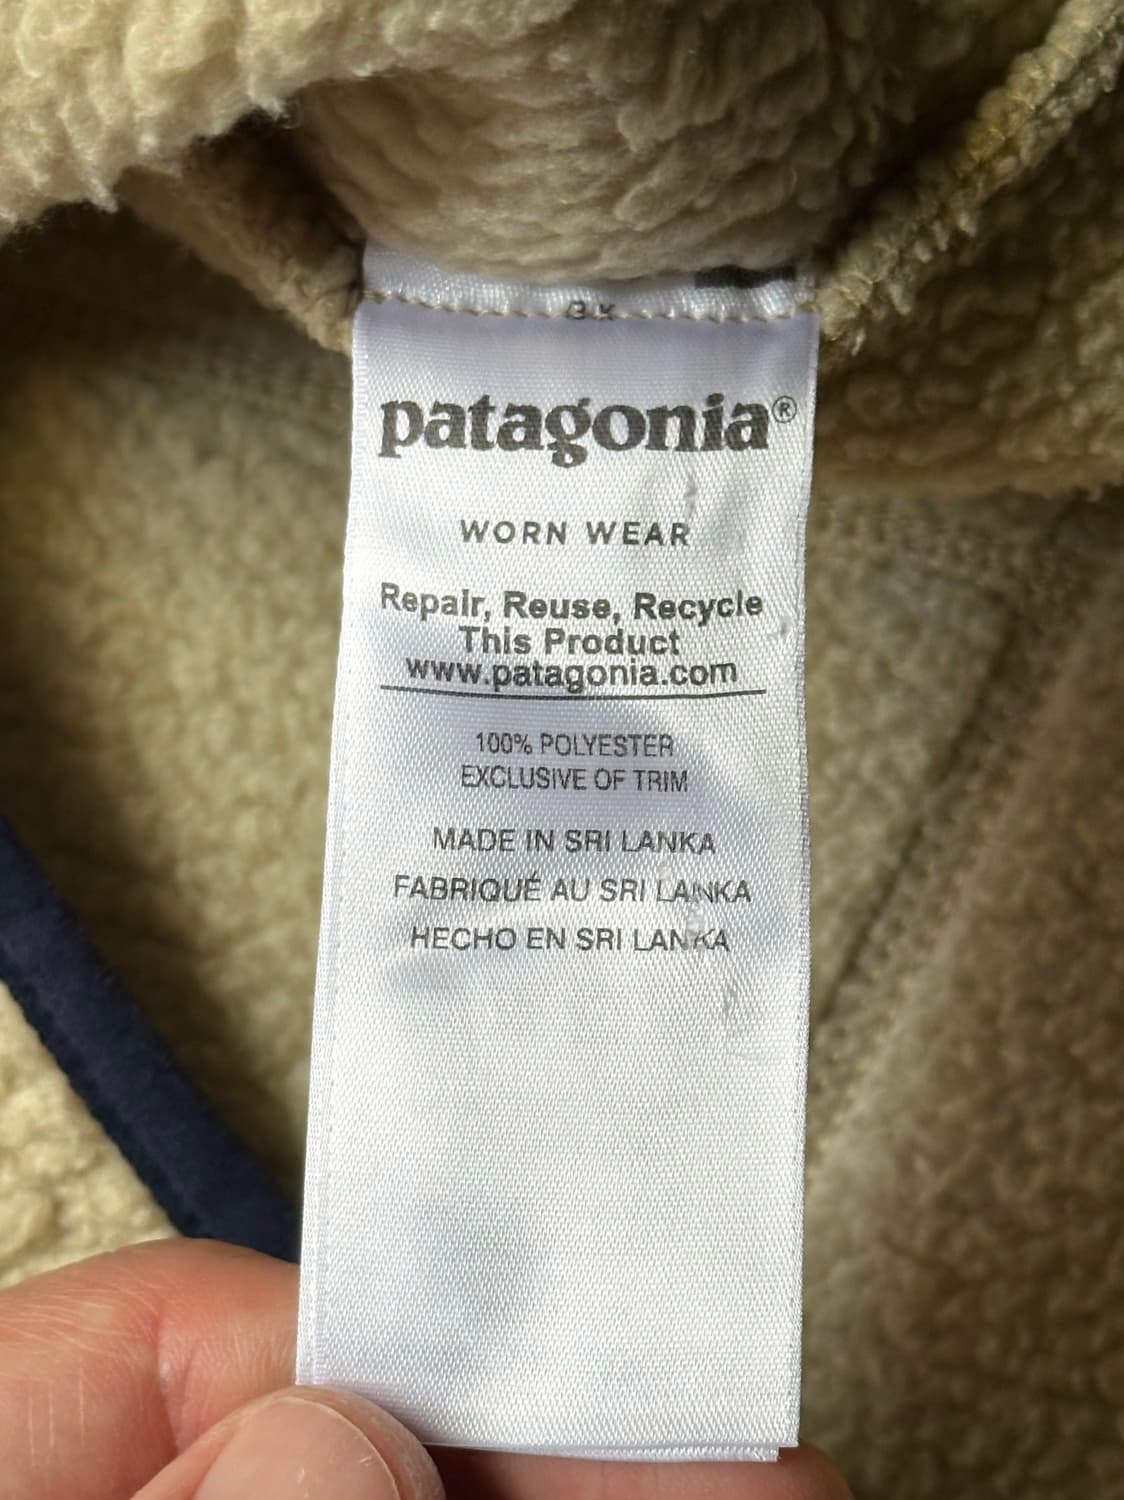 patagonia®
WORN WEAR
Repair, Reuse, Recycle
This Product
www.patagonia.com
100% POLYESTER
EXCLUSIVE OF TRIM
MADE IN SRI LANKA
FABRIQUÉ AU SRI LANKA
HECHO EN SRI LANKA